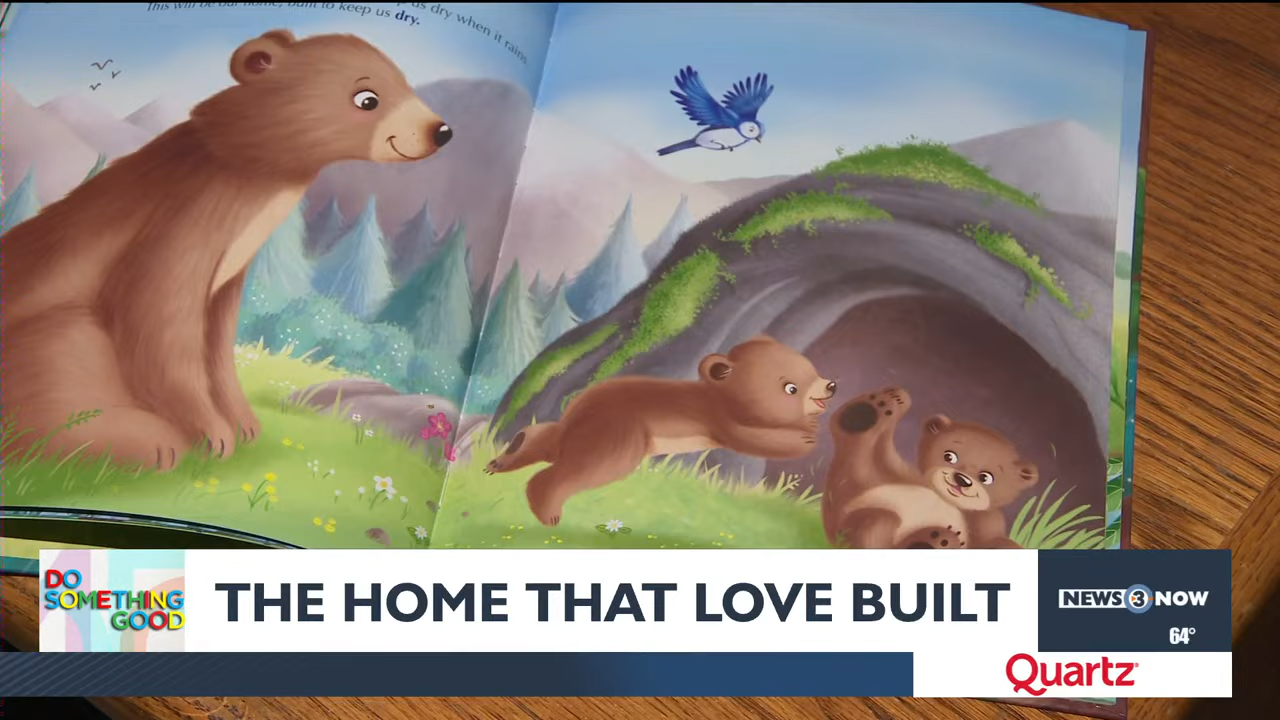 us dry when it rains
This will be our home, built to keep us dry.
DO
SOMETHING
GOOD
THE HOME THAT LOVE BUILT
NEWS 3 NOW
64°
Quartz